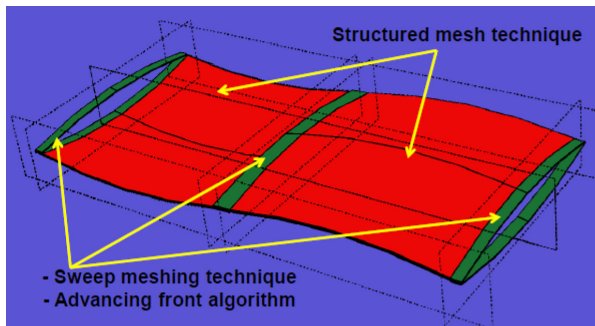 Structured mesh technique
- Sweep meshing technique
- Advancing front algorithm